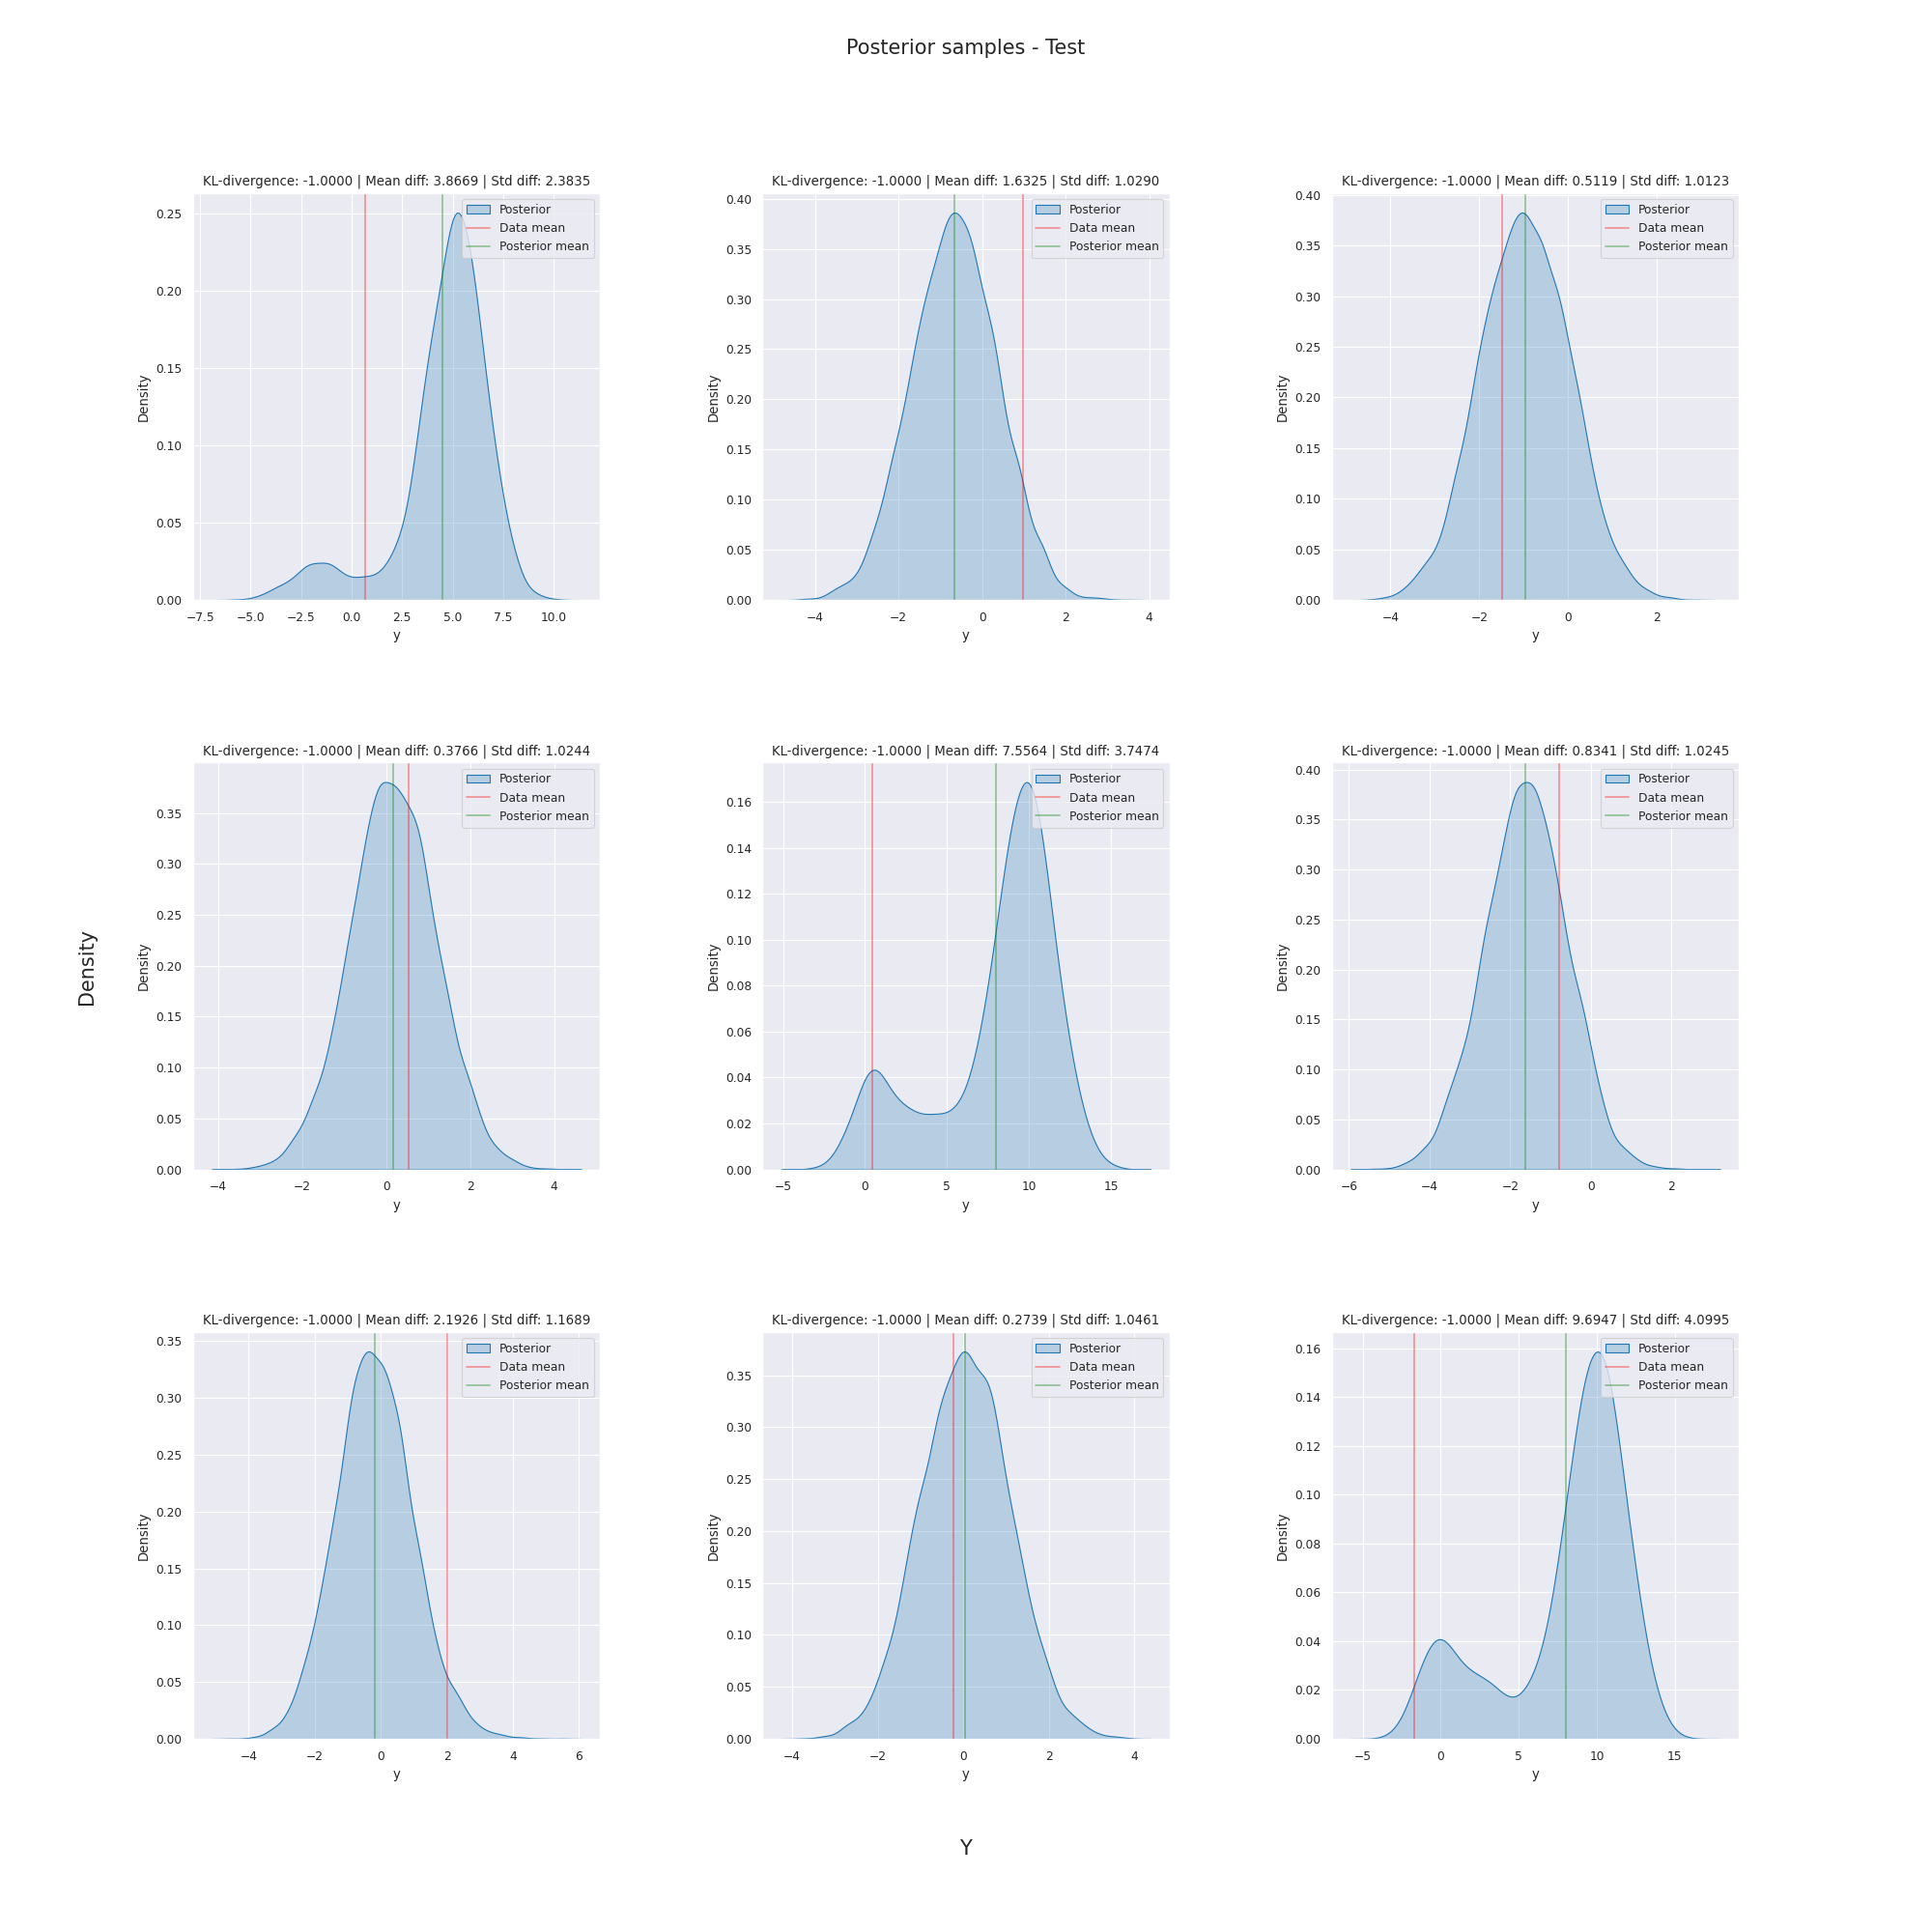 Posterior samples - Test
KL-divergence: -1.0000 | Mean diff: 3.8669 | Std diff: 2.3835
Posterior
Data mean
Posterior mean
0.25
0.20
0.15
0.10
0.05
0.00
Density
−7.5 −5.0 −2.5 0.0 2.5 5.0 7.5 10.0
y
KL-divergence: -1.0000 | Mean diff: 1.6325 | Std diff: 1.0290
Posterior
Data mean
Posterior mean
0.40
0.35
0.30
0.25
0.20
0.15
0.10
0.05
0.00
Density
−4 −2 0 2 4
y
KL-divergence: -1.0000 | Mean diff: 0.5119 | Std diff: 1.0123
Posterior
Data mean
Posterior mean
0.40
0.35
0.30
0.25
0.20
0.15
0.10
0.05
0.00
Density
−4 −2 0 2
y
Density
KL-divergence: -1.0000 | Mean diff: 0.3766 | Std diff: 1.0244
Posterior
Data mean
Posterior mean
0.35
0.30
0.25
0.20
0.15
0.10
0.05
0.00
Density
−4 −2 0 2 4
y
KL-divergence: -1.0000 | Mean diff: 7.5564 | Std diff: 3.7474
Posterior
Data mean
Posterior mean
0.16
0.14
0.12
0.10
0.08
0.06
0.04
0.02
0.00
Density
−5 0 5 10 15
y
KL-divergence: -1.0000 | Mean diff: 0.8341 | Std diff: 1.0245
Posterior
Data mean
Posterior mean
0.40
0.35
0.30
0.25
0.20
0.15
0.10
0.05
0.00
Density
−6 −4 −2 0 2
y
KL-divergence: -1.0000 | Mean diff: 2.1926 | Std diff: 1.1689
Posterior
Data mean
Posterior mean
0.35
0.30
0.25
0.20
0.15
0.10
0.05
0.00
Density
−4 −2 0 2 4 6
y
KL-divergence: -1.0000 | Mean diff: 0.2739 | Std diff: 1.0461
Posterior
Data mean
Posterior mean
0.35
0.30
0.25
0.20
0.15
0.10
0.05
0.00
Density
−4 −2 0 2 4
y
KL-divergence: -1.0000 | Mean diff: 9.6947 | Std diff: 4.0995
Posterior
Data mean
Posterior mean
0.16
0.14
0.12
0.10
0.08
0.06
0.04
0.02
0.00
Density
−5 0 5 10 15
y
Y